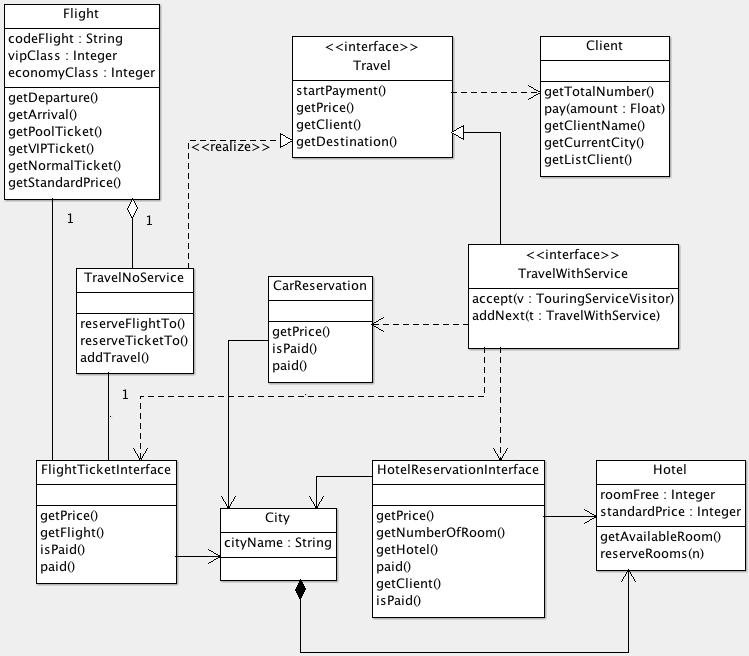 Flight
codeFlight : String
vipClass : Integer
economyClass : Integer
getDeparture()
getArrival()
getPoolTicket()
getVIPTicket()
getNormalTicket()
getStandardPrice()
<<interface>>
Travel
startPayment()
getPrice()
getClient()
getDestination()
Client
getTotalNumber()
pay(amount : Float)
getClientName()
getCurrentCity()
getListClient()
<<realize>>
1
1
TravelNoService
reserveFlightTo()
reserveTicketTo()
addTravel()
CarReservation
getPrice()
isPaid()
paid()
<<interface>>
TravelWithService
accept(v : TouringServiceVisitor)
addNext(t : TravelWithService)
1
FlightTicketInterface
getPrice()
getFlight()
isPaid()
paid()
City
cityName : String
HotelReservationInterface
getPrice()
getNumberOfRoom()
getHotel()
paid()
getClient()
isPaid()
Hotel
roomFree : Integer
standardPrice : Integer
getAvailableRoom()
reserveRooms(n)